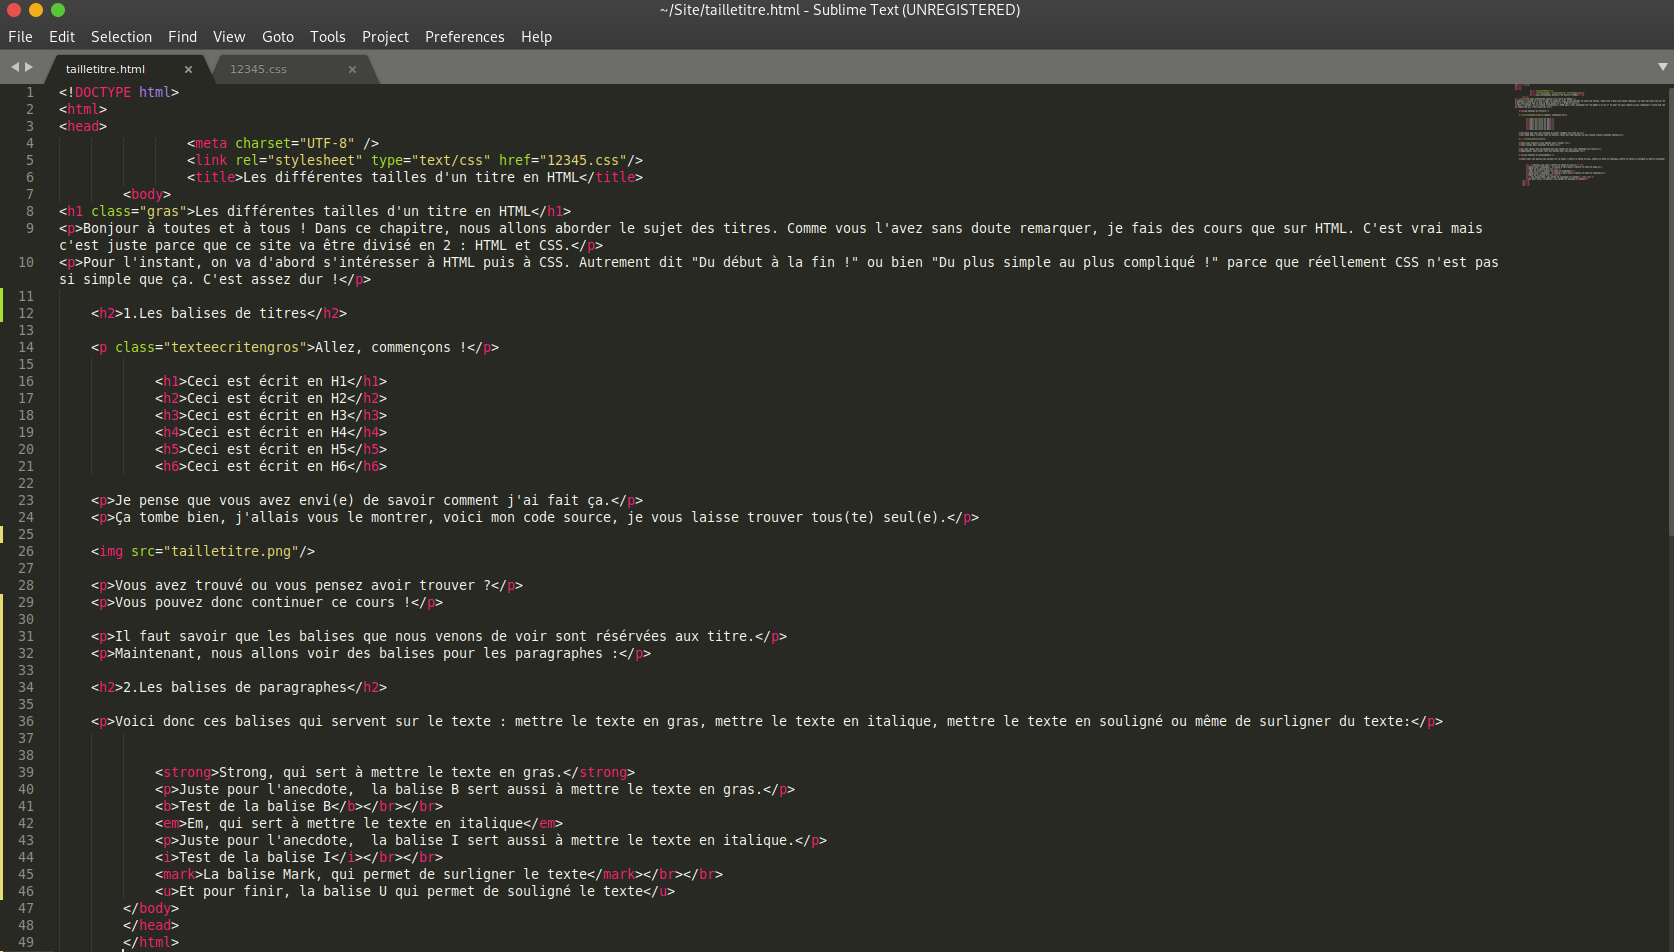 ~/Site/tailletitre.html - Sublime Text (UNREGISTERED)
File Edit Selection Find View Goto Tools Project Preferences Help
tailletitre.html × 12345.css ×
1 <!DOCTYPE html>
2 <html>
3 <head>
4 <meta charset="UTF-8" />
5 <link rel="stylesheet" type="text/css" href="12345.css"/>
6 <title>Les différentes tailles d'un titre en HTML</title>
7 <body>
8 <h1 class="gras">Les différentes tailles d'un titre en HTML</h1>
9 <p>Bonjour à toutes et à tous ! Dans ce chapitre, nous allons aborder le sujet des titres. Comme vous l'avez sans doute remarquer, je fais des cours que sur HTML. C'est vrai mais
c'est juste parce que ce site va être divisé en 2 : HTML et CSS.</p>
10 <p>Pour l'instant, on va d'abord s'intéresser à HTML puis à CSS. Autrement dit "Du début à la fin !" ou bien "Du plus simple au plus compliqué !" parce que réellement CSS n'est pas
si simple que ça. C'est assez dur !</p>
11
12 <h2>1.Les balises de titres</h2>
13
14 <p class="texteecritengros">Allez, commençons !</p>
15
16 <h1>Ceci est écrit en H1</h1>
17 <h2>Ceci est écrit en H2</h2>
18 <h3>Ceci est écrit en H3</h3>
19 <h4>Ceci est écrit en H4</h4>
20 <h5>Ceci est écrit en H5</h5>
21 <h6>Ceci est écrit en H6</h6>
22
23 <p>Je pense que vous avez envi(e) de savoir comment j'ai fait ça.</p>
24 <p>Ça tombe bien, j'allais vous le montrer, voici mon code source, je vous laisse trouver tous(te) seul(e).</p>
25
26 <img src="tailletitre.png"/>
27
28 <p>Vous avez trouvé ou vous pensez avoir trouver ?</p>
29 <p>Vous pouvez donc continuer ce cours !</p>
30
31 <p>Il faut savoir que les balises que nous venons de voir sont résérvées aux titre.</p>
32 <p>Maintenant, nous allons voir des balises pour les paragraphes :</p>
33
34 <h2>2.Les balises de paragraphes</h2>
35
36 <p>Voici donc ces balises qui servent sur le texte : mettre le texte en gras, mettre le texte en italique, mettre le texte en souligné ou même de surligner du texte:</p>
37
38
39 <strong>Strong, qui sert à mettre le texte en gras.</strong>
40 <p>Juste pour l'anecdote,  la balise B sert aussi à mettre le texte en gras.</p>
41 <b>Test de la balise B</b></br></br>
42 <em>Em, qui sert à mettre le texte en italique</em>
43 <p>Juste pour l'anecdote,  la balise I sert aussi à mettre le texte en italique.</p>
44 <i>Test de la balise I</i></br></br>
45 <mark>La balise Mark, qui permet de surligner le texte</mark></br></br>
46 <u>Et pour finir, la balise U qui permet de souligné le texte</u>
47 </body>
48 </head>
49 </html>